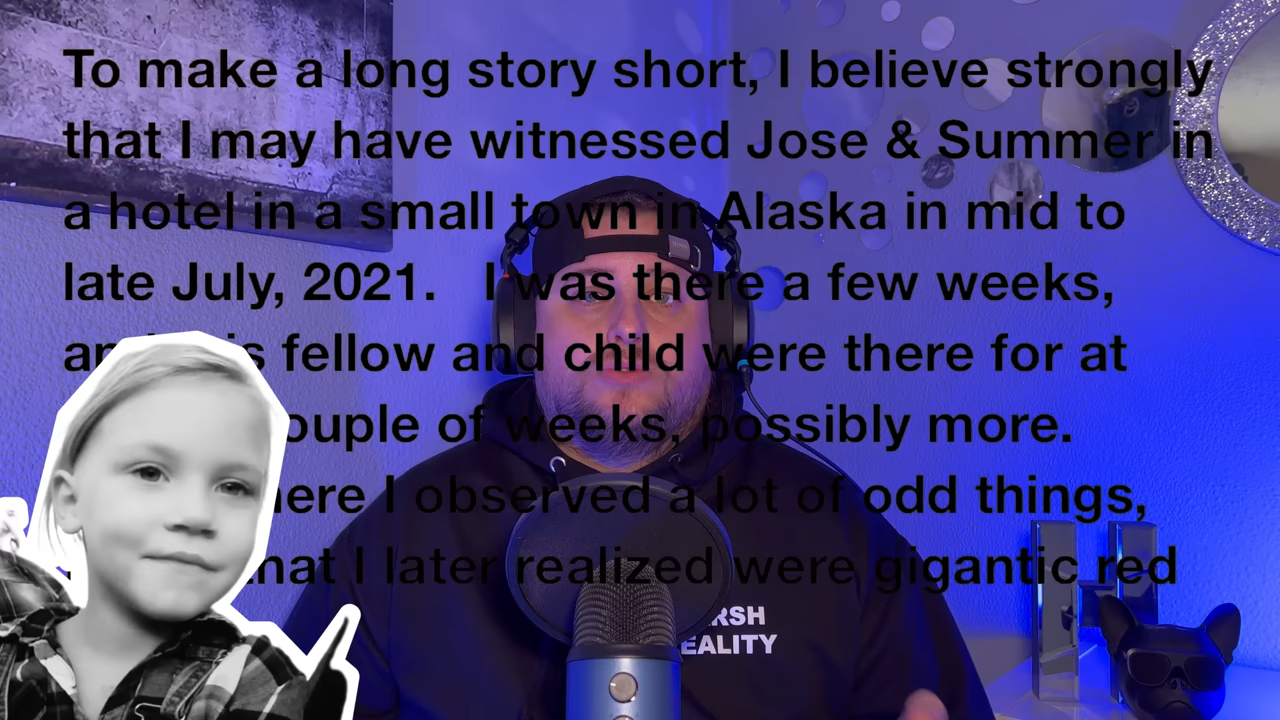 To make a long story short, I believe strongly
that I may have witnessed Jose & Summer in
a hotel in a small town in Alaska in mid to
late July, 2021. I was there a few weeks,
fellow and child were there for at
of weeks, possibly more.
I observed a lot of odd things,
that I later realized were gigantic red